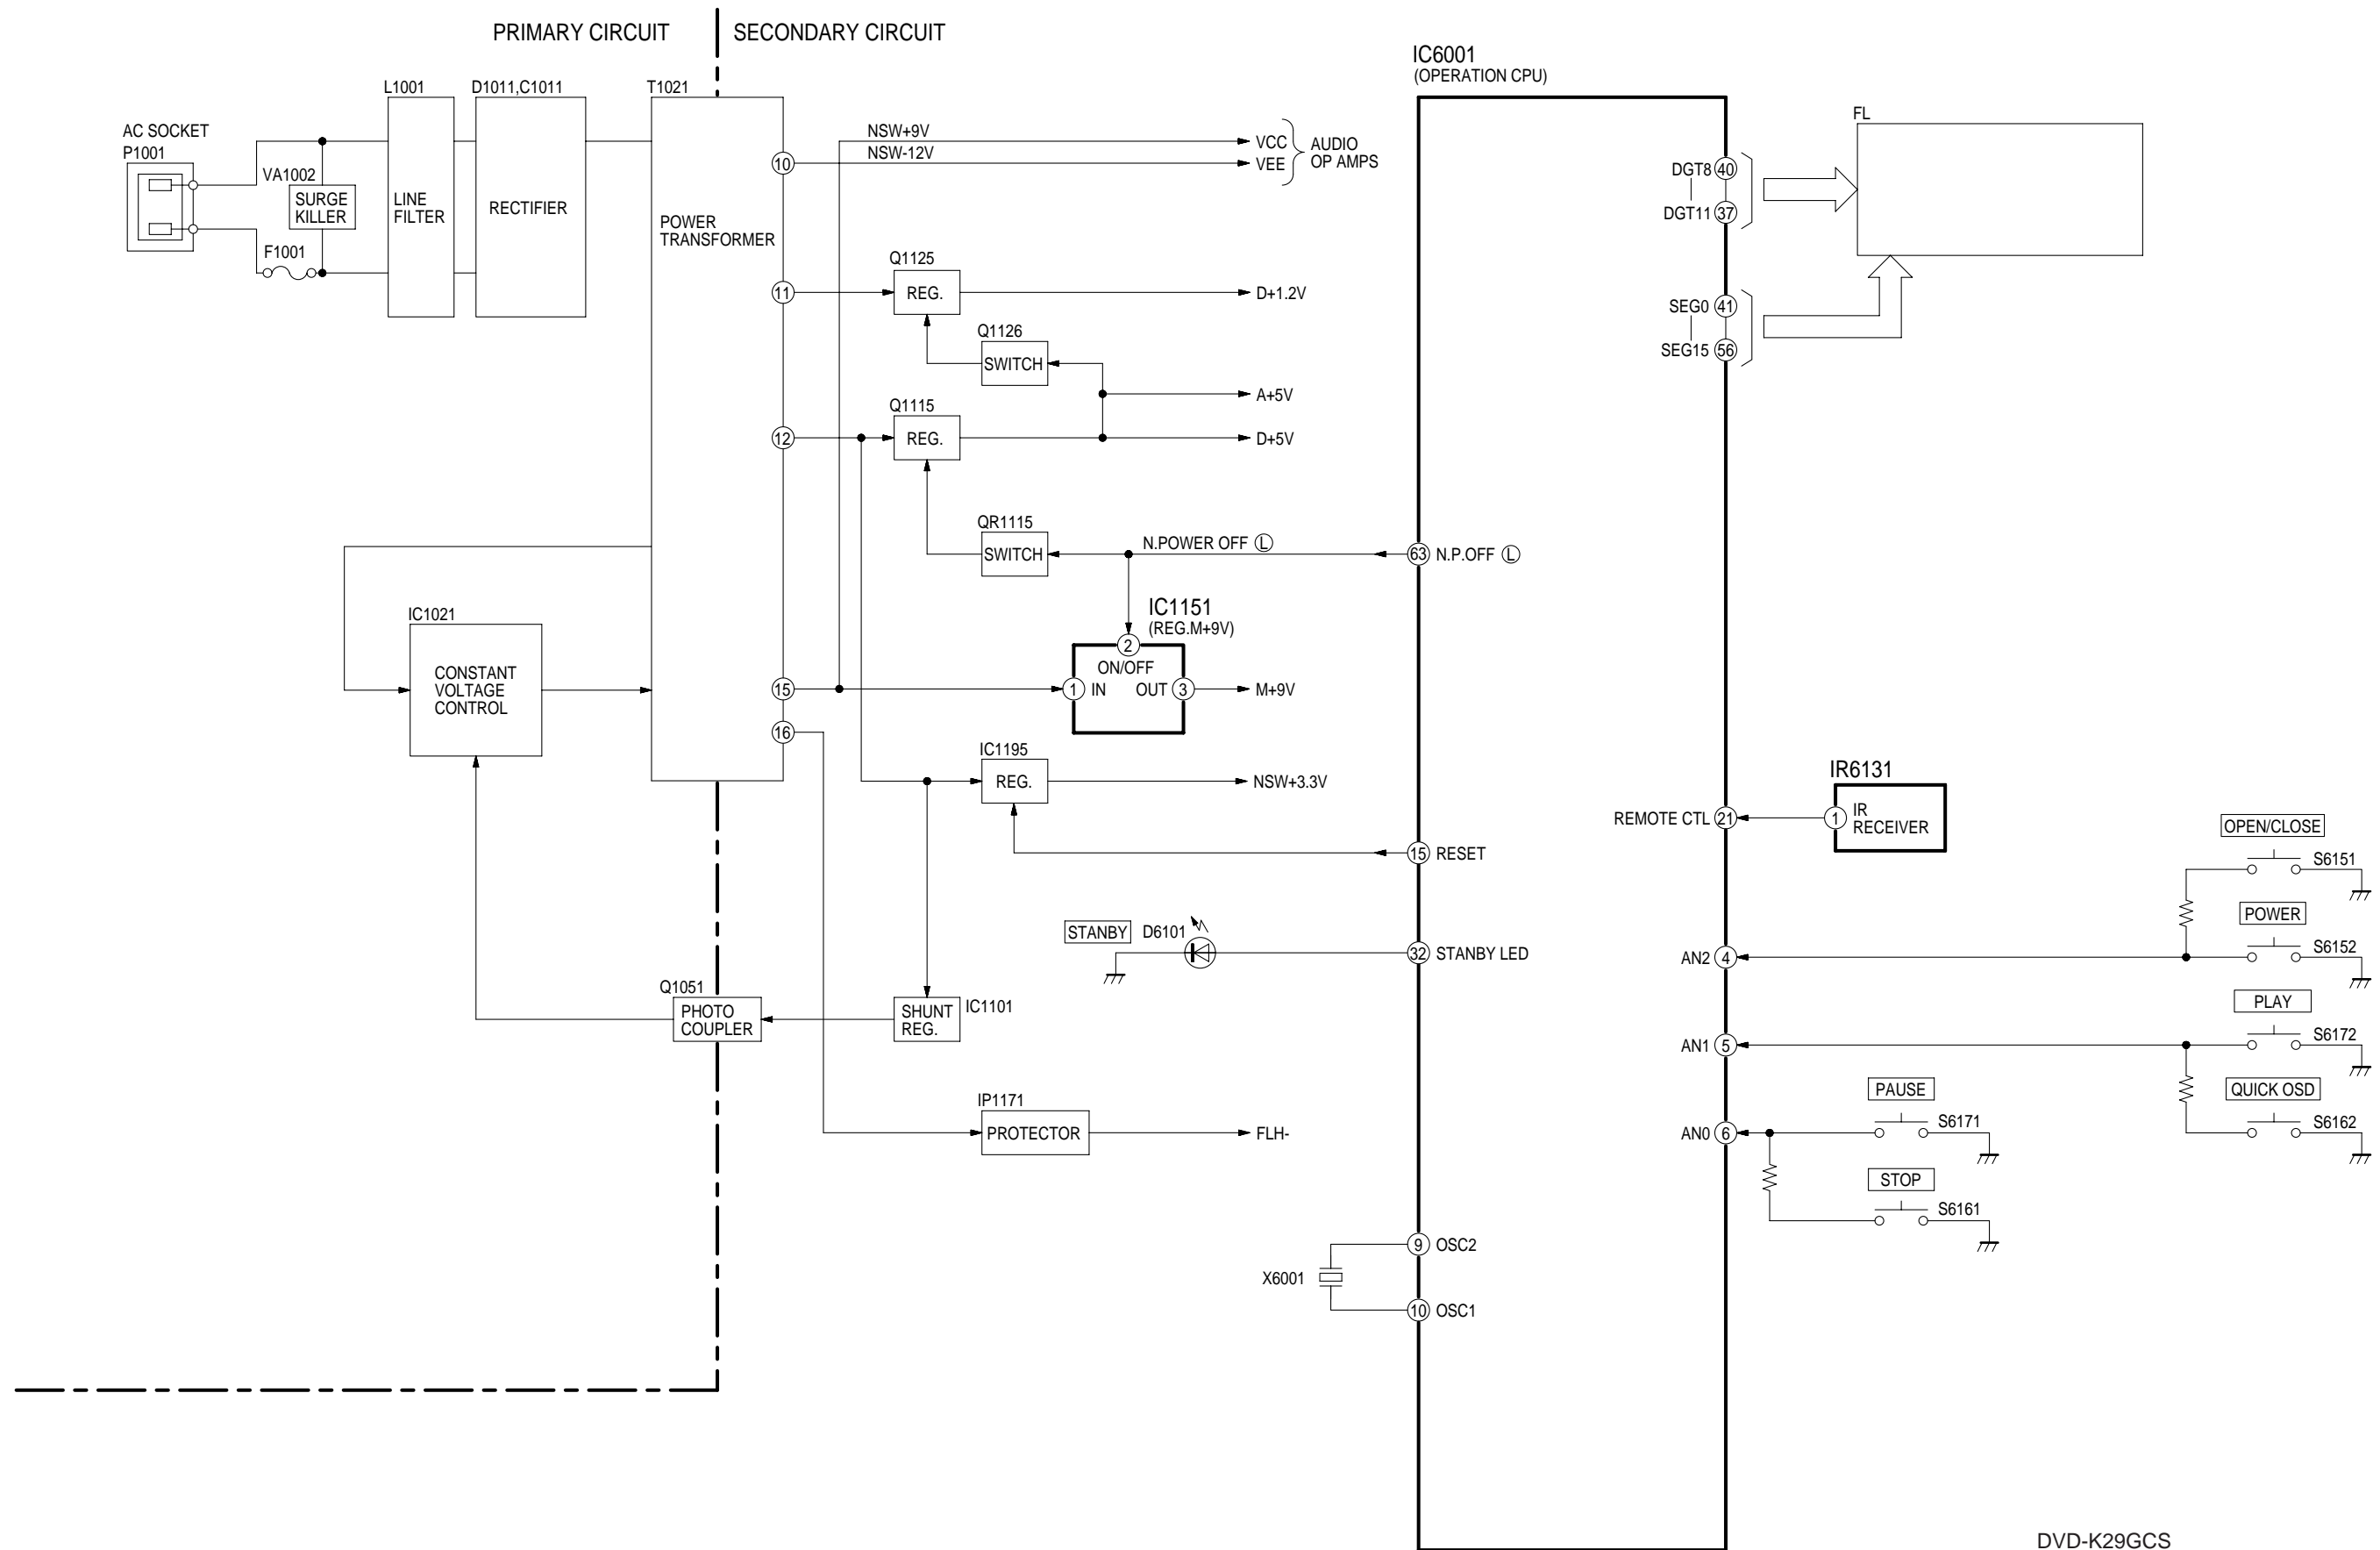 PRIMARY CIRCUIT
SECONDARY CIRCUIT
IC6001
(OPERATION CPU)
L1001
D1011,C1011
T1021
AC SOCKET
P1001
VA1002
SURGE
KILLER
F1001
LINE
FILTER
RECTIFIER
POWER
TRANSFORMER
10
11
12
15
16
NSW+9V
NSW-12V
VCC
VEE
AUDIO
OP AMPS
Q1125
REG.
D+1.2V
Q1126
SWITCH
A+5V
Q1115
REG.
D+5V
QR1115
SWITCH
N.POWER OFF L
63 N.P.OFF L
IC1151
(REG.M+9V)
2
ON/OFF
1 IN
OUT 3
M+9V
IC1021
CONSTANT
VOLTAGE
CONTROL
IC1195
REG.
NSW+3.3V
15 RESET
STANBY
D6101
32 STANBY LED
Q1051
PHOTO
COUPLER
SHUNT
REG.
IC1101
IP1171
PROTECTOR
FLH-
X6001
9 OSC2
10 OSC1
FL
DGT8 40
DGT11 37
SEG0 41
SEG15 56
IR6131
REMOTE CTL 21
1
IR
RECEIVER
OPEN/CLOSE
S6151
POWER
S6152
AN2 4
PLAY
S6172
AN1 5
QUICK OSD
S6162
PAUSE
S6171
AN0 6
STOP
S6161
DVD-K29GCS